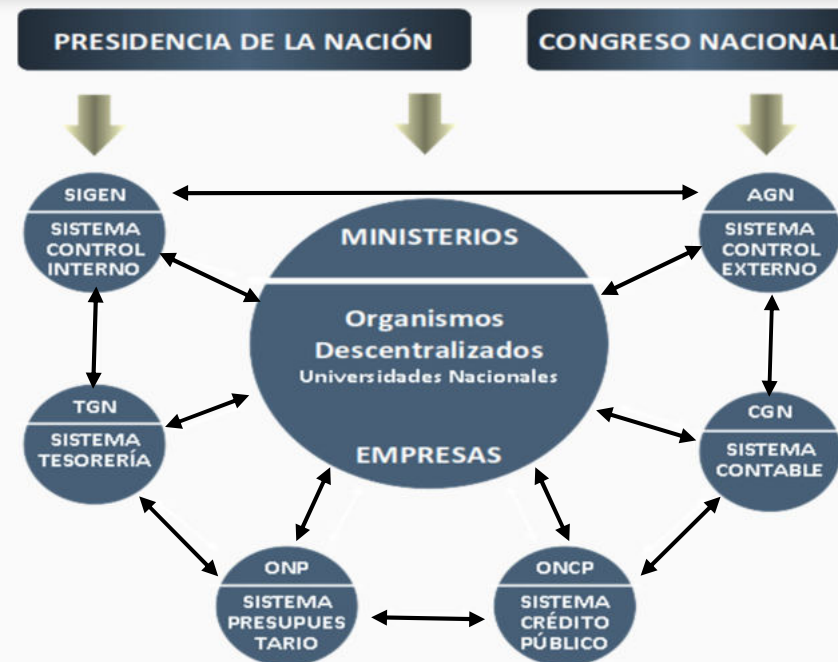 PRESIDENCIA DE LA NACIÓN
CONGRESO NACIONAL
SIGEN
SISTEMA
CONTROL
INTERNO
AGN
SISTEMA
CONTROL
EXTERNO
MINISTERIOS
Organismos
Descentralizados
Universidades Nacionales
EMPRESAS
TGN
SISTEMA
TESORERÍA
CGN
SISTEMA
CONTABLE
ONP
SISTEMA
PRESUPUES
TARIO
ONCP
SISTEMA
CRÉDITO
PÚBLICO